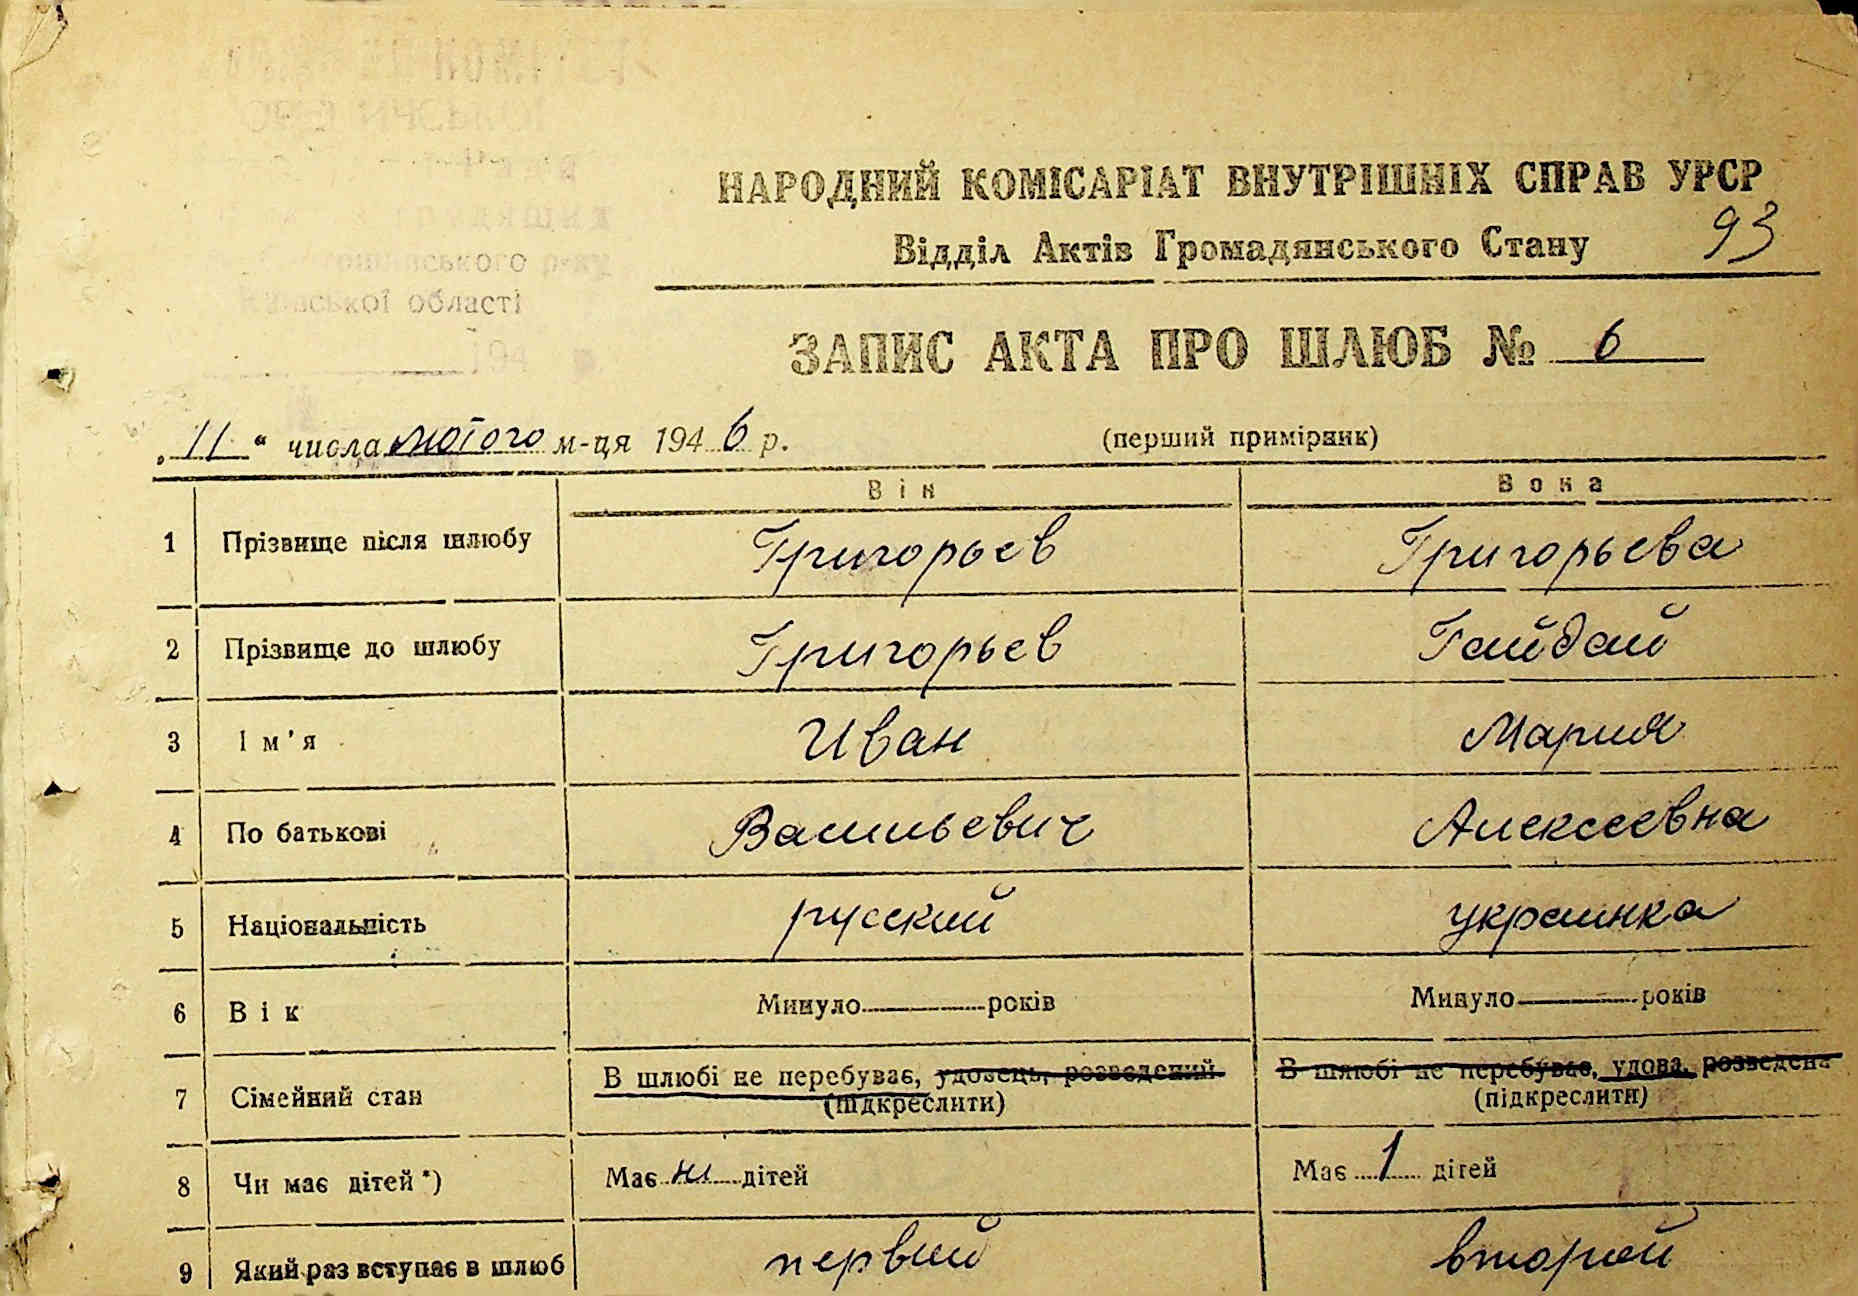 НАРОДНИЙ КОМІСАРІАТ ВНУТРІШНІХ СПРАВ УРСР
Відділ Актів Громадянського Стану 93
ської області
194
ЗАПИС АКТА ПРО ШЛЮБ № 6
„11“ числа лютого м-ця 1946 р. (перший примірник)
Він Вона
1 Прізвище після шлюбу Григорьев Григорьева
2 Прізвище до шлюбу Григорьев Гайдай
3 Ім'я Иван Мария
4 По батькові Васильевич Алексеевна
5 Національність русский украинка
6 Вік Минуло років Минуло років
7 Сімейний стан В шлюбі не перебуває, удовець, розведений (підкреслити) В шлюбі не перебуває, удова, розведена (підкреслити)
8 Чи має дітей *) Має ни дітей Має 1 дітей
9 Який раз вступає в шлюб первый второй